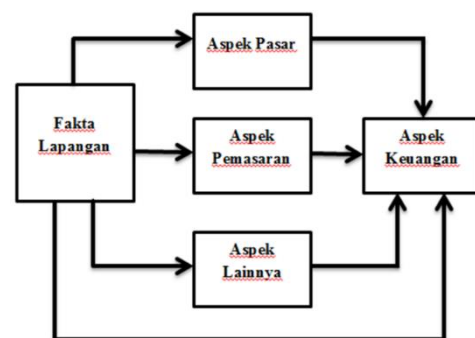 Aspek Pasar
Fakta
Lapangan
Aspek
Pemasaran
Aspek
Keuangan
Aspek
Lainnya